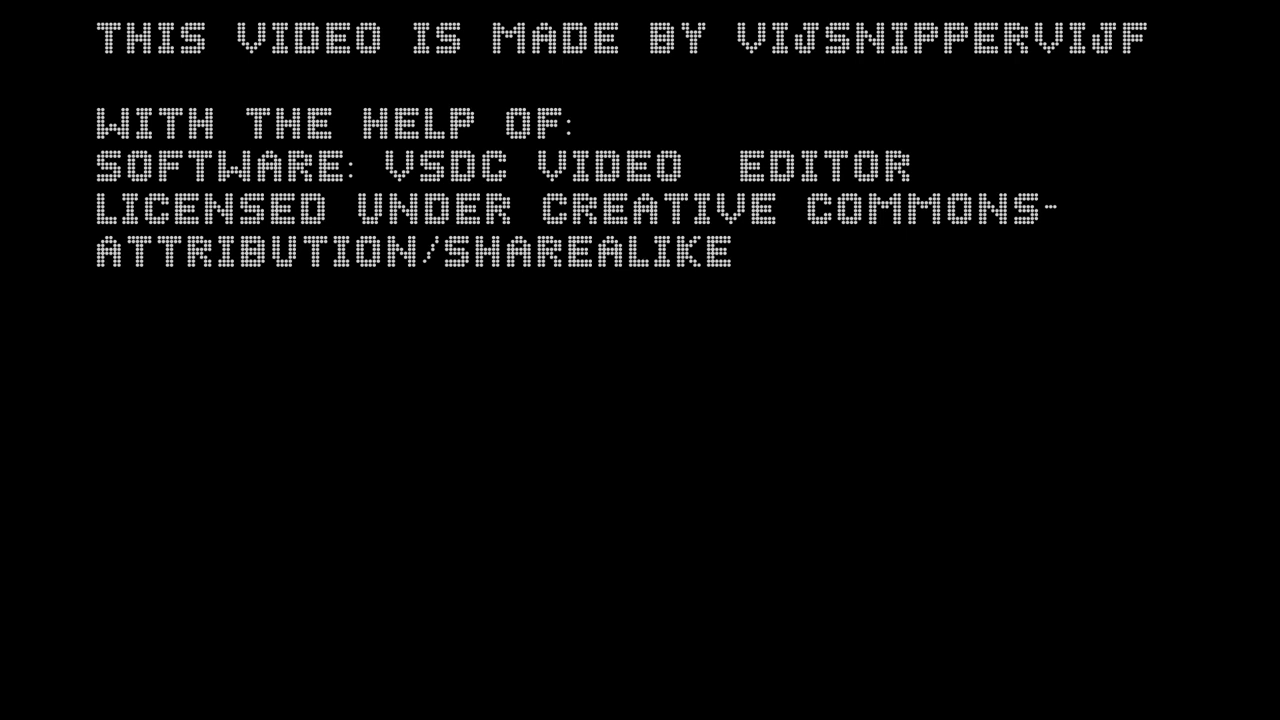 THIS VIDEO IS MADE BY VIJSNIPPERVIJF
WITH THE HELP OF:
SOFTWARE: VSDC VIDEO  EDITOR
LICENSED UNDER CREATIVE COMMONS-
ATTRIBUTION/SHAREALIKE